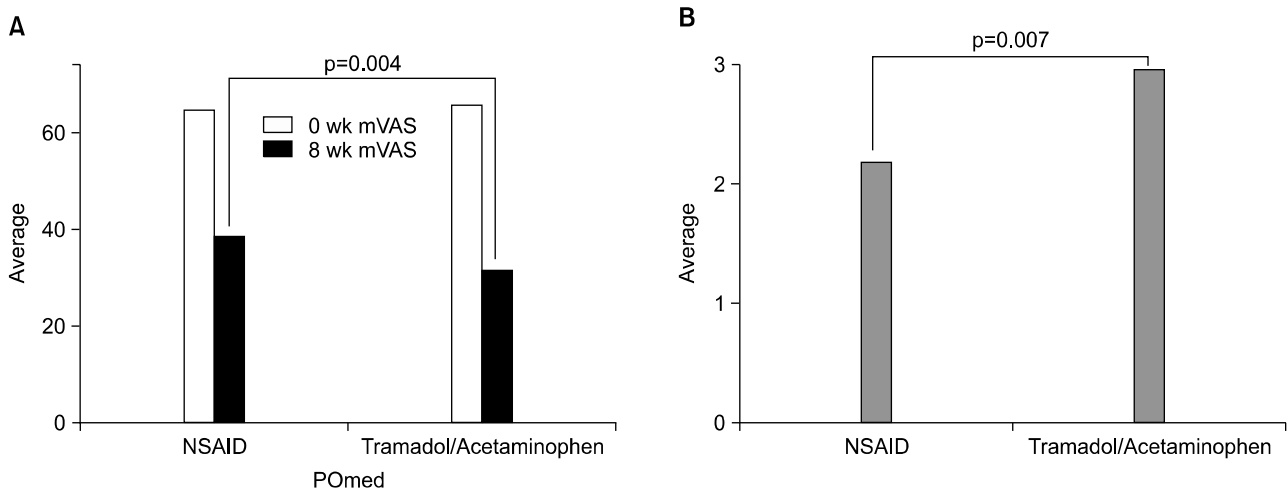 A
p=0.004
0 wk mVAS
8 wk mVAS
60
40
20
0
Average
NSAID
Tramadol/Acetaminophen
POmed
B
p=0.007
3
2
1
0
Average
NSAID
Tramadol/Acetaminophen